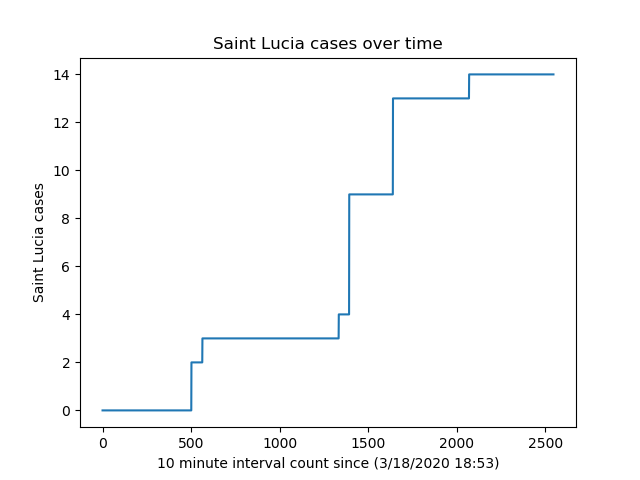 Saint Lucia cases over time
14
12
10
8
6
4
2
0
Saint Lucia cases
0 500 1000 1500 2000 2500
10 minute interval count since (3/18/2020 18:53)